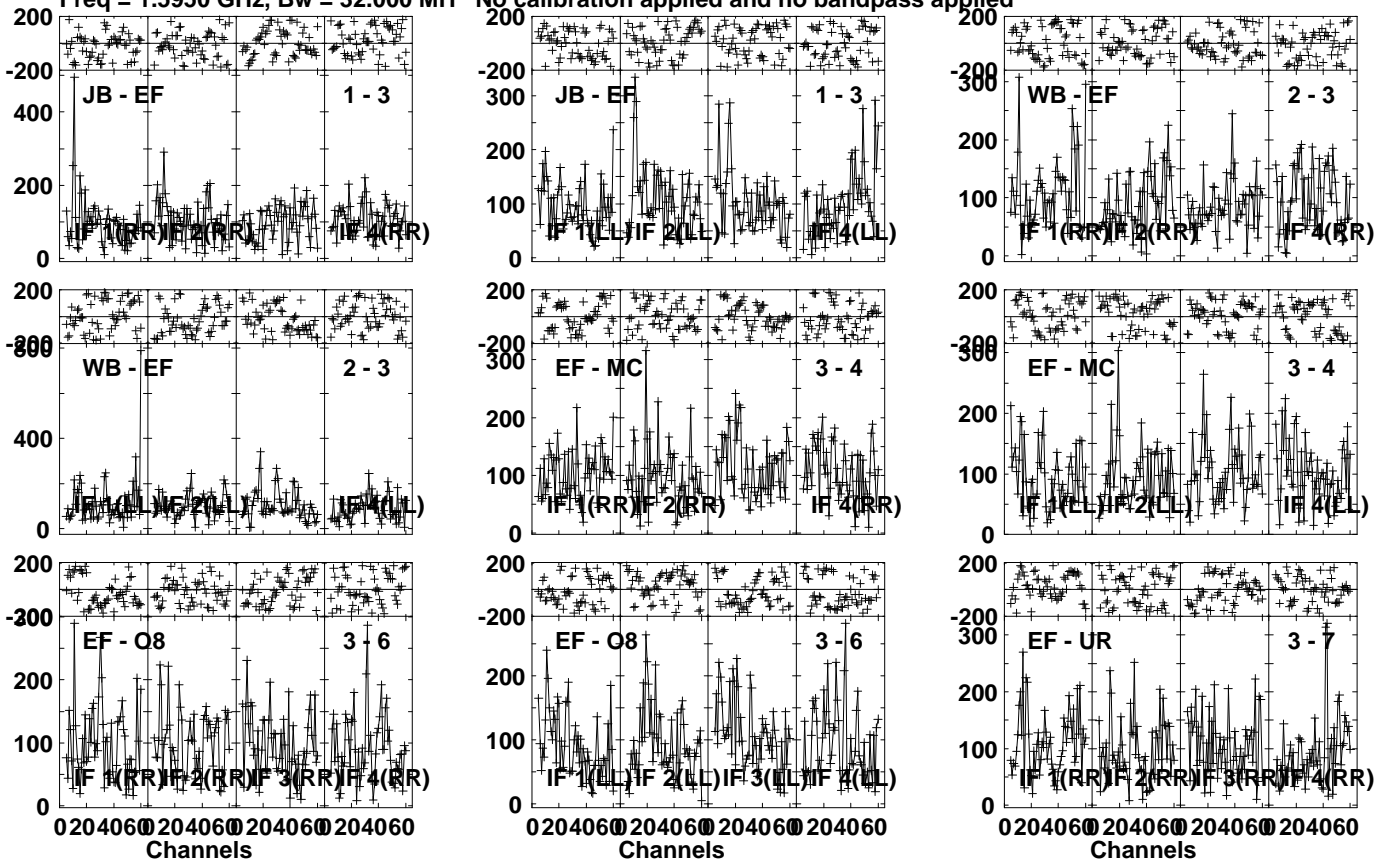 Freq = 1.5950 GHz, Bw = 32.000 MH No calibration applied and no bandpass applied
200
-200
400
200
0
JB - EF 1 - 3
IF 1(RR) IF 2(RR) IF 4(RR)
200
-200
300
200
100
0
JB - EF 1 - 3
IF 1(LL) IF 2(LL) IF 4(LL)
200
-200
300
200
100
0
WB - EF 2 - 3
IF 1(RR) IF 2(RR) IF 4(RR)
200
-200
800
400
0
WB - EF 2 - 3
IF 1(LL) IF 2(LL) IF 4(LL)
200
-200
300
200
100
0
EF - MC 3 - 4
IF 1(RR) IF 2(RR) IF 4(RR)
200
-200
300
200
100
0
EF - MC 3 - 4
IF 1(LL) IF 2(LL) IF 4(LL)
200
-200
200
100
0
EF - O8 3 - 6
IF 1(RR) IF 2(RR) IF 3(RR) IF 4(RR)
0 20 40 60 0 20 40 60 0 20 40 60 0 20 40 60
Channels
200
-200
200
100
0
EF - O8 3 - 6
IF 1(LL) IF 2(LL) IF 3(LL) IF 4(LL)
0 20 40 60 0 20 40 60 0 20 40 60 0 20 40 60
Channels
200
-200
300
200
100
0
EF - UR 3 - 7
IF 1(RR) IF 2(RR) IF 3(RR) IF 4(RR)
0 20 40 60 0 20 40 60 0 20 40 60 0 20 40 60
Channels